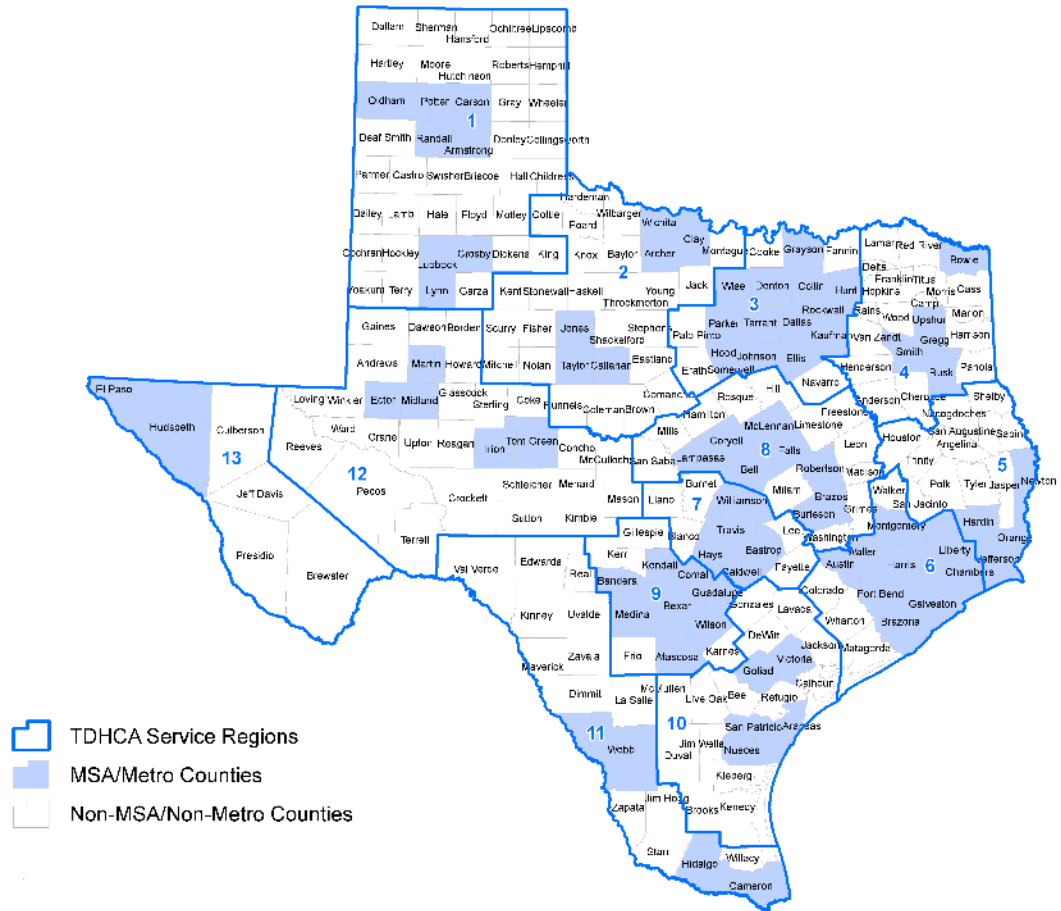 Dallam Sherman Ochiltree Lipscomb
Hansford
Hartley Moore Roberts Hemphill
Hutchinson
Oldham Potter Carson Gray Wheeler
1
Deaf Smith Randall Donley Collingsworth
Armstrong
Parmer Castro Swisher Briscoe Hall Childress
Hardeman
Bailey Lamb Hale Floyd Motley Cottle Foard Wilbarger Wichita
Clay
Cochran Hockley Lubbock Crosby Dickens King Knox Baylor Archer Montague Cooke Grayson Fannin Lamar Red River Bowie
2
Delta
Yoakum Terry Lynn Garza Kent Stonewall Haskell Young Jack Wise Denton Collin Hunt Hopkins Franklin Titus Morris Cass
Throckmorton
3
Rockwall Rains Camp
Wood Upshur Marion
Gaines Dawson Borden Scurry Fisher Jones Stephens Palo Pinto Parker Tarrant Dallas Kaufman Van Zandt Gregg Harrison
Shackelford
Smith
Andrews Martin Howard Mitchell Nolan Taylor Callahan Eastland Hood Johnson Ellis Henderson 4 Rusk Panola
Erath Somervell
El Paso Loving Winkler Ector Midland Glasscock Sterling Coke Runnels Coleman Brown Comanche Bosque Hill Navarro Anderson Cherokee Shelby
Nacogdoches
Hudspeth Culberson Reeves Ward Crane Upton Reagan Irion Tom Green Concho Mills Hamilton McLennan Limestone Freestone Houston San Augustine Sabin
Angelina
McCulloch San Saba Lampasas Coryell 8 Falls Leon Trinity 5
13 12
Bell Robertson Madison Polk Tyler Jasper Newton
Jeff Davis Pecos Crockett Schleicher Menard Mason Llano Burnet Williamson Milam Brazos Walker San Jacinto
7 Burleson Grimes
Sutton Kimble Travis Lee Washington Montgomery Hardin Orange
Presidio Terrell Gillespie Blanco Bastrop Waller Liberty Jefferson
Brewster Val Verde Edwards Kerr Hays Caldwell Fayette Austin Harris 6 Chambers
Real Bandera Kendall Comal
9 Guadalupe Colorado Fort Bend Galveston
Kinney Uvalde Medina Bexar Gonzales Lavaca Wharton Brazoria
Wilson
DeWitt
Maverick Zavala Frio Atascosa Karnes Victoria Jackson Matagorda
Goliad
Dimmit La Salle McMullen Live Oak Bee Refugio Calhoun
11 10 San Patricio Aransas
Webb Duval Jim Wells Nueces
Kleberg
Zapata Jim Hogg Brooks Kenedy
Starr Hidalgo Willacy
Cameron
TDHCA Service Regions
MSA/Metro Counties
Non-MSA/Non-Metro Counties